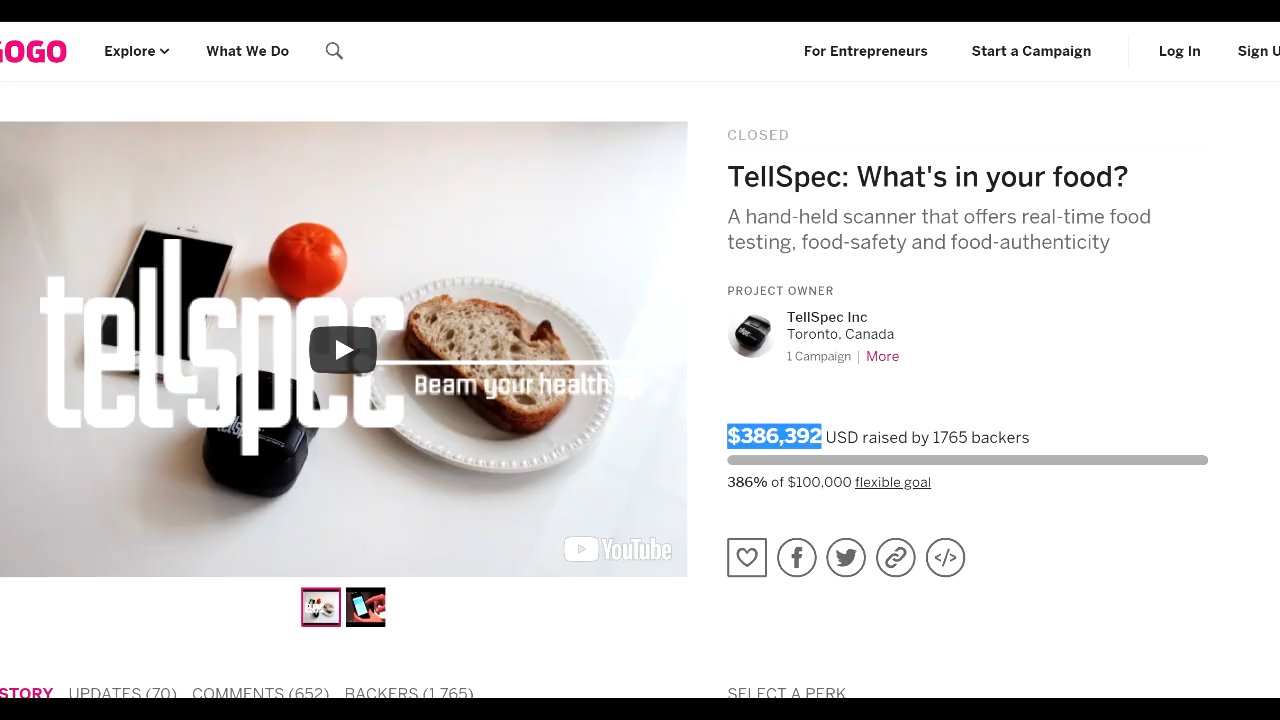 GOGO
Explore
What We Do
For Entrepreneurs
Start a Campaign
Log In
Sign U
tellspec
Beam your health up
YouTube
CLOSED
TellSpec: What's in your food?
A hand-held scanner that offers real-time food
testing, food-safety and food-authenticity
PROJECT OWNER
TellSpec Inc
Toronto, Canada
1 Campaign | More
$386,392 USD raised by 1765 backers
386% of $100,000 flexible goal
STORY
UPDATES (70)
COMMENTS (652)
BACKERS (1,765)
SELECT A PERK